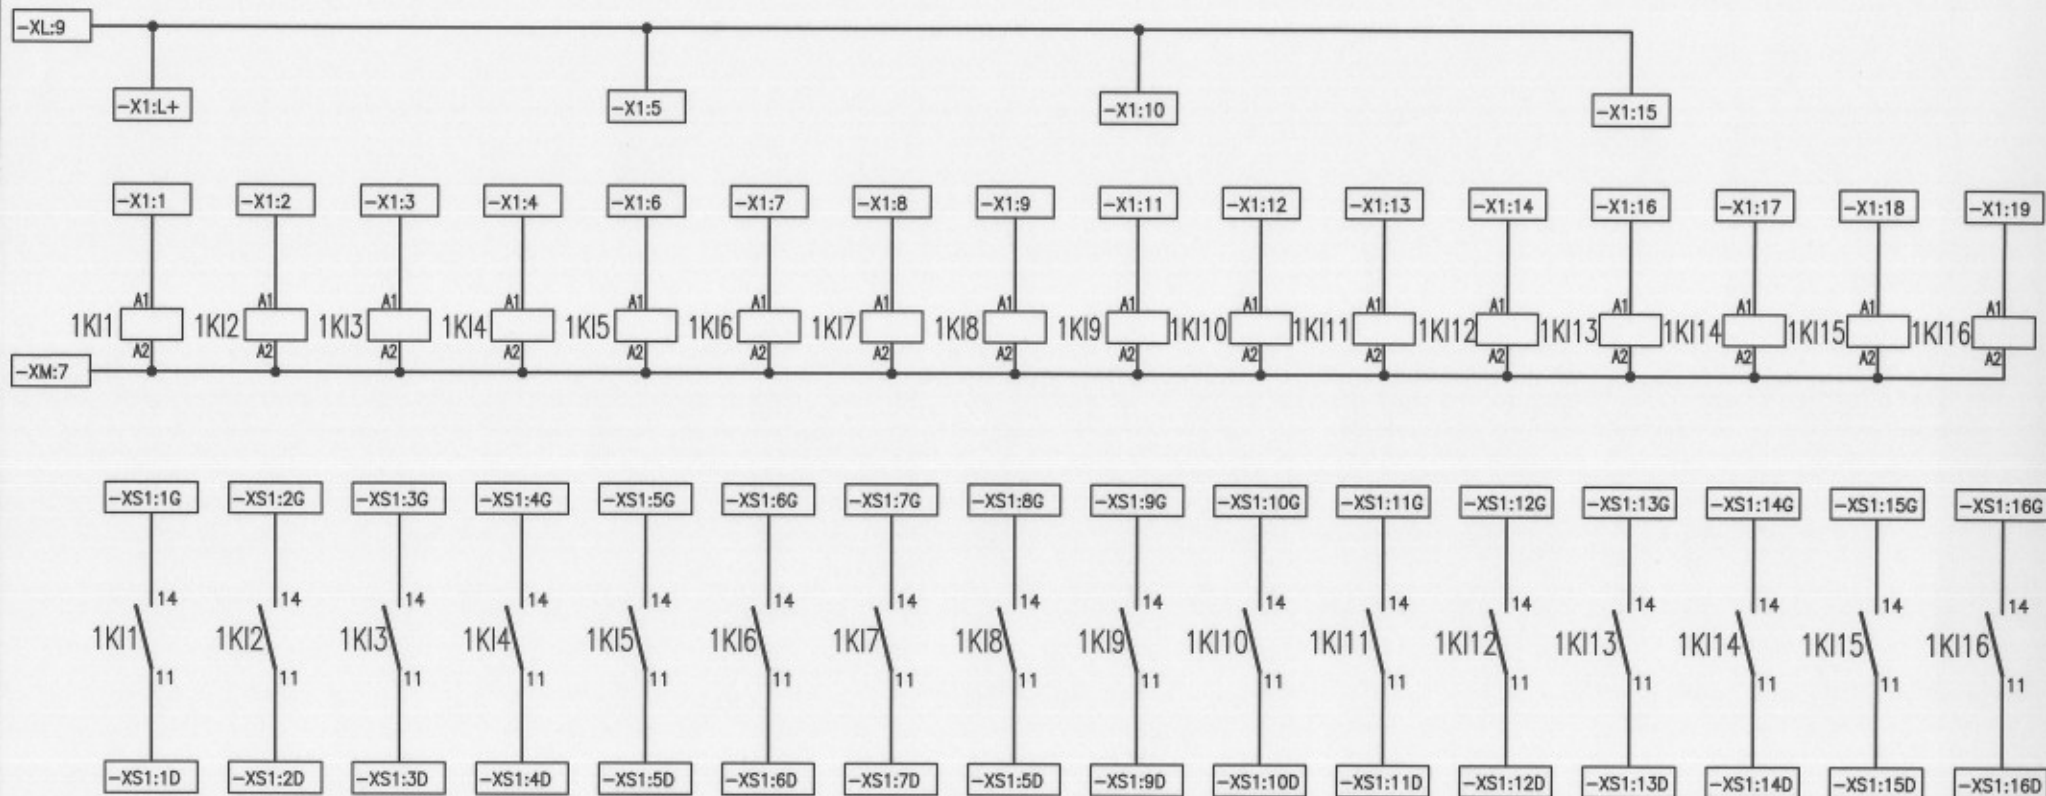 -XL:9
-X1:L+ -X1:5 -X1:10 -X1:15
-X1:1 -X1:2 -X1:3 -X1:4 -X1:6 -X1:7 -X1:8 -X1:9 -X1:11 -X1:12 -X1:13 -X1:14 -X1:16 -X1:17 -X1:18 -X1:19
A1 A1 A1 A1 A1 A1 A1 A1 A1 A1 A1 A1 A1 A1 A1 A1
1KI1 1KI2 1KI3 1KI4 1KI5 1KI6 1KI7 1KI8 1KI9 1KI10 1KI11 1KI12 1KI13 1KI14 1KI15 1KI16
A2 A2 A2 A2 A2 A2 A2 A2 A2 A2 A2 A2 A2 A2 A2 A2
-XM:7
-XS1:1G -XS1:2G -XS1:3G -XS1:4G -XS1:5G -XS1:6G -XS1:7G -XS1:8G -XS1:9G -XS1:10G -XS1:11G -XS1:12G -XS1:13G -XS1:14G -XS1:15G -XS1:16G
14 14 14 14 14 14 14 14 14 14 14 14 14 14 14 14
1KI1 1KI2 1KI3 1KI4 1KI5 1KI6 1KI7 1KI8 1KI9 1KI10 1KI11 1KI12 1KI13 1KI14 1KI15 1KI16
11 11 11 11 11 11 11 11 11 11 11 11 11 11 11 11
-XS1:1D -XS1:2D -XS1:3D -XS1:4D -XS1:5D -XS1:6D -XS1:7D -XS1:5D -XS1:9D -XS1:10D -XS1:11D -XS1:12D -XS1:13D -XS1:14D -XS1:15D -XS1:16D